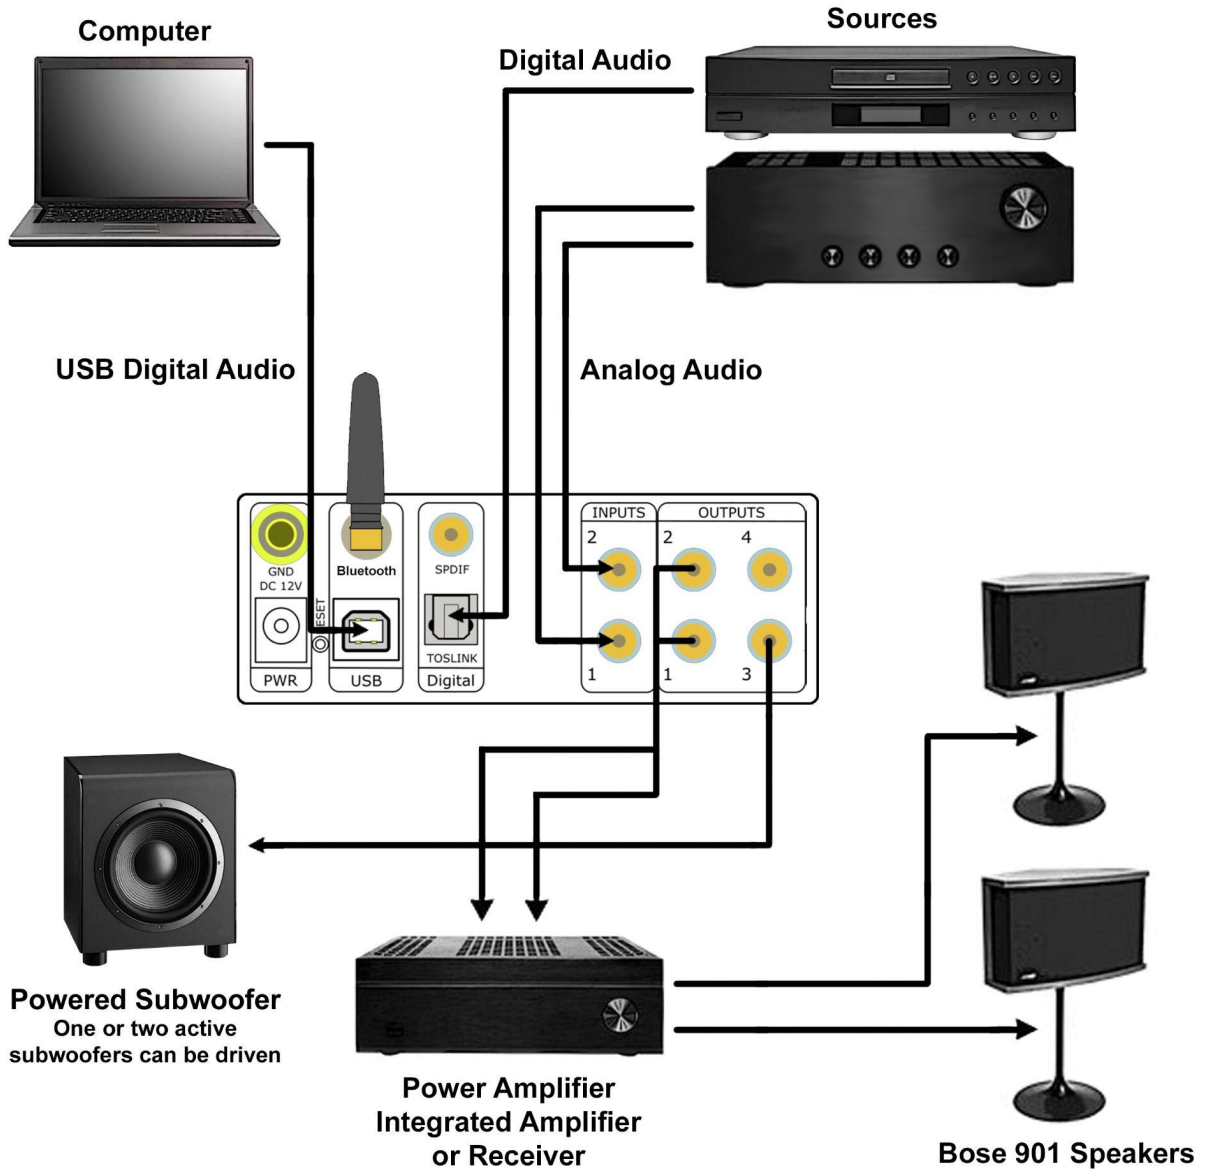 Sources
Computer
Digital Audio
USB Digital Audio
Analog Audio
INPUTS
OUTPUTS
2
2
4
GND
DC 12V
Bluetooth
SPDIF
ESET
TOSLINK
1
1
3
PWR
USB
Digital
Powered Subwoofer
One or two active
subwoofers can be driven
Power Amplifier
Integrated Amplifier
or Receiver
Bose 901 Speakers